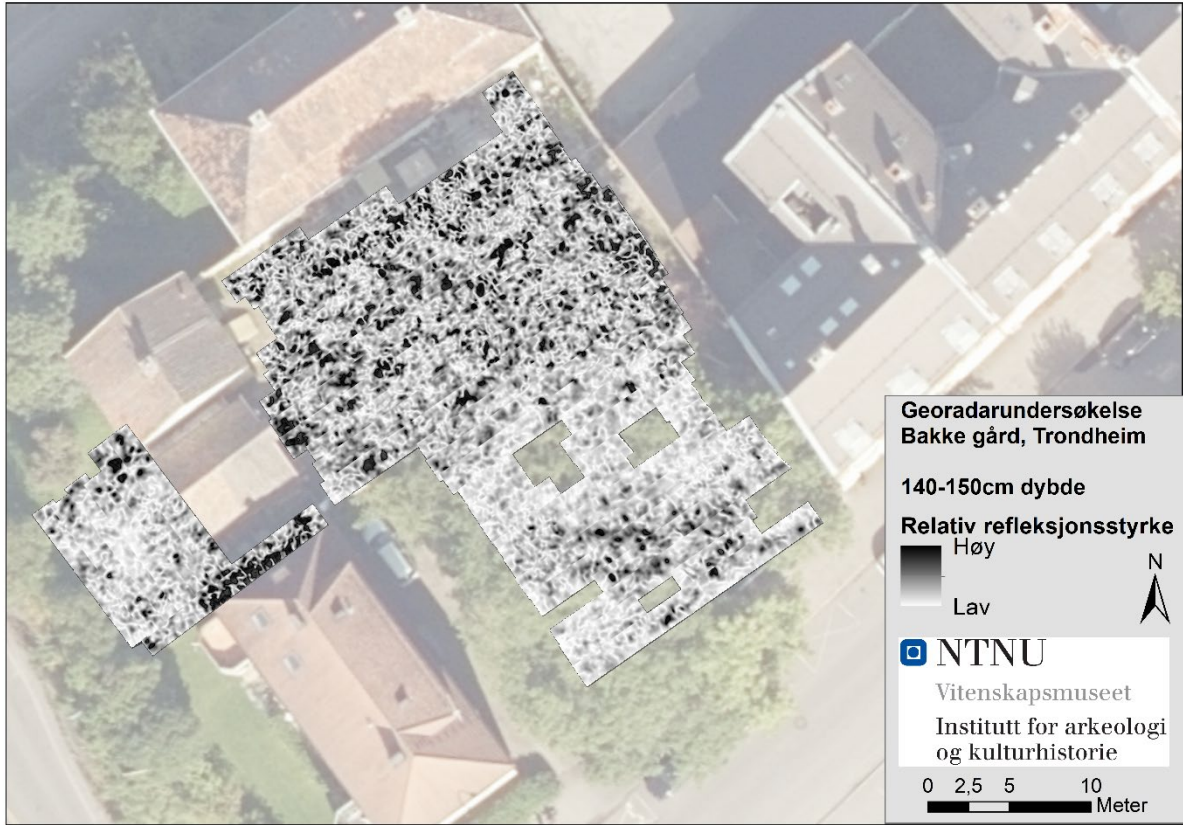 Georadarundersøkelse
Bakke gård, Trondheim
140-150cm dybde
Relativ refleksjonsstyrke
Høy
Lav
N
NTNU
Vitenskapsmuseet
Institutt for arkeologi
og kulturhistorie
0 2,5 5 10
Meter